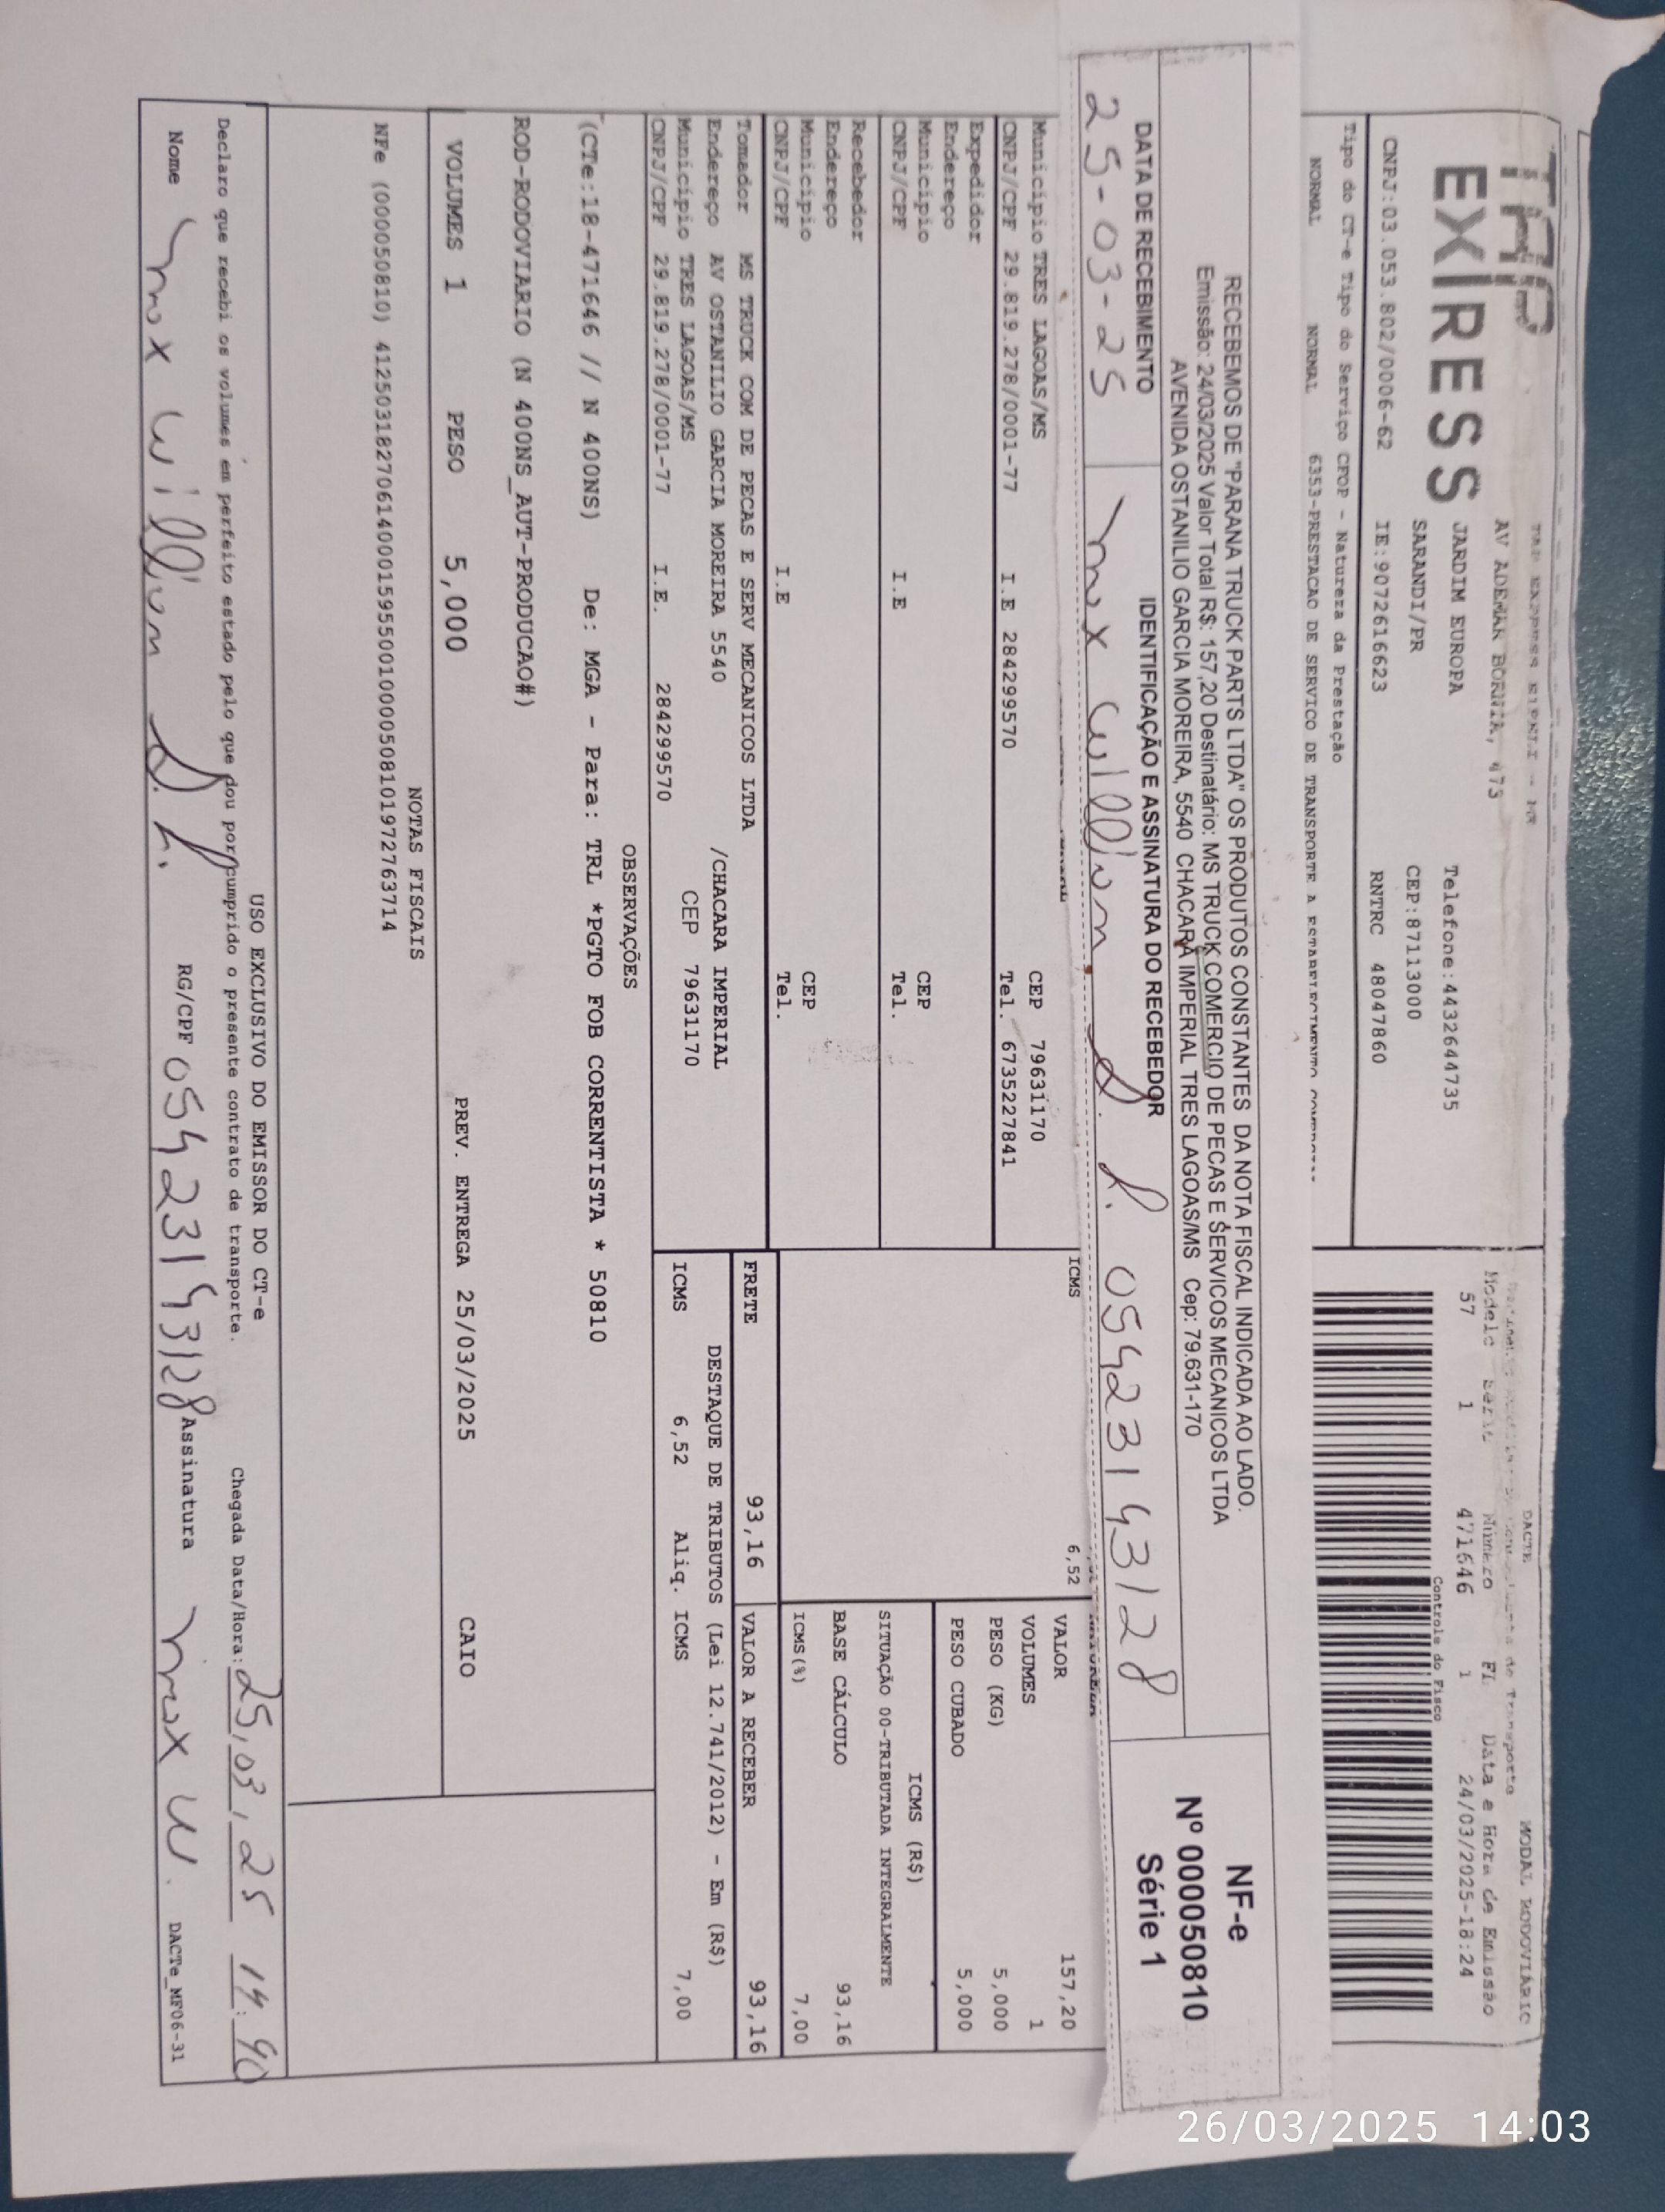 EXPRESS
AV ADEMAR BORNIA, 473
JARDIM EUROPA
SARANDI/PR
Telefone:4432644735
CEP:87113000
CNPJ:03.053.802/0006-62 IE:9072616623 RNTRC 48047860
Tipo do CT-e Tipo do Serviço CFOP - Natureza da Prestação
NORMAL NORMAL 6353-PRESTACAO DE SERVICO DE TRANSPORTE A ESTABELECIMENTO
DACTE MODAL RODOVIÁRIO
Modelo Série Número FL Data e Hora de Emissão
57 1 471646 1 24/03/2025-18:24
Controle do Fisco
RECEBEMOS DE "PARANA TRUCK PARTS LTDA" OS PRODUTOS CONSTANTES DA NOTA FISCAL INDICADA AO LADO.
Emissão: 24/03/2025 Valor Total R$: 157,20 Destinatário: MS TRUCK COMERCIO DE PECAS E SERVICOS MECANICOS LTDA
AVENIDA OSTANILIO GARCIA MOREIRA, 5540 CHACARA IMPERIAL TRES LAGOAS/MS Cep: 79.631-170
DATA DE RECEBIMENTO IDENTIFICAÇÃO E ASSINATURA DO RECEBEDOR
25-03-25 Max Willian S. L. 05423143128
NF-e
Nº 000050810
Série 1
Município TRES LAGOAS/MS CEP 79631170
CNPJ/CPF 29.819.278/0001-77 I.E 284299570 Tel. 6735227841
Expedidor
Endereço
Município CEP
CNPJ/CPF I.E Tel.
Recebedor
Endereço
Município CEP
CNPJ/CPF I.E Tel.
ICMS 6,52
VALOR 157,20
VOLUMES 1
PESO (KG) 5,000
PESO CUBADO 5,000
ICMS (R$)
SITUAÇÃO 00-TRIBUTADA INTEGRALMENTE
BASE CÁLCULO 93,16
ICMS(%) 7,00
Tomador MS TRUCK COM DE PECAS E SERV MECANICOS LTDA
Endereço AV OSTANILIO GARCIA MOREIRA 5540 /CHACARA IMPERIAL
Município TRES LAGOAS/MS CEP 79631170
CNPJ/CPF 29.819.278/0001-77 I.E. 284299570
FRETE 93,16 VALOR A RECEBER 93,16
DESTAQUE DE TRIBUTOS (Lei 12.741/2012) - Em (R$)
ICMS 6,52 Aliq. ICMS 7,00
OBSERVAÇÕES
(CTe:18-471646 // N 400NS) De: MGA - Para: TRL *PGTO FOB CORRENTISTA * 50810
ROD-RODOVIARIO (N 400NS_AUT-PRODUCAO#)
VOLUMES 1 PESO 5,000 PREV. ENTREGA 25/03/2025 CAIO
NOTAS FISCAIS
NFe (000050810) 41250318270614000159550010000508101972763714
USO EXCLUSIVO DO EMISSOR DO CT-e
Declaro que recebi os volumes em perfeito estado pelo que dou por cumprido o presente contrato de transporte. Chegada Data/Hora: 25,03,25 14:40
Nome Max Willian S. L. RG/CPF 05423143128 Assinatura Max W. DACTe_MF06-31
26/03/2025 14:03